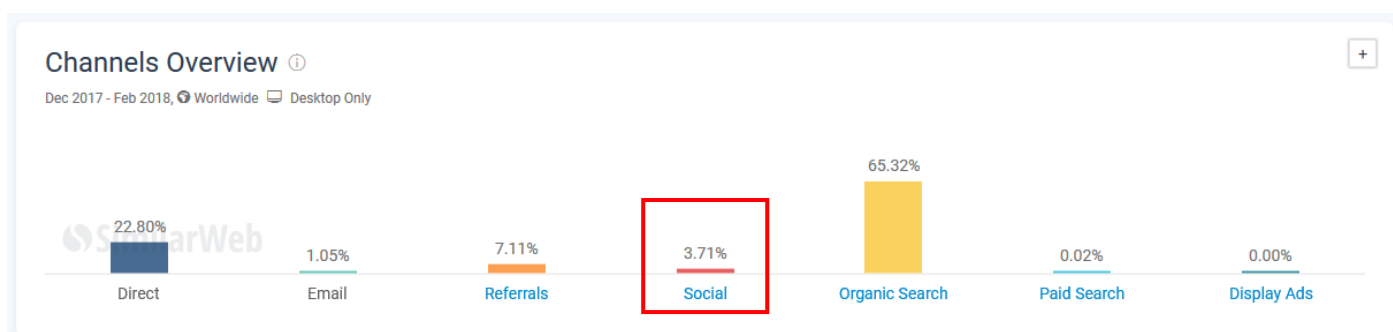 Channels Overview
+
Dec 2017 - Feb 2018, Worldwide Desktop Only
65.32%
22.80%
SimilarWeb
1.05%
7.11%
3.71%
0.02%
0.00%
Direct
Email
Referrals
Social
Organic Search
Paid Search
Display Ads